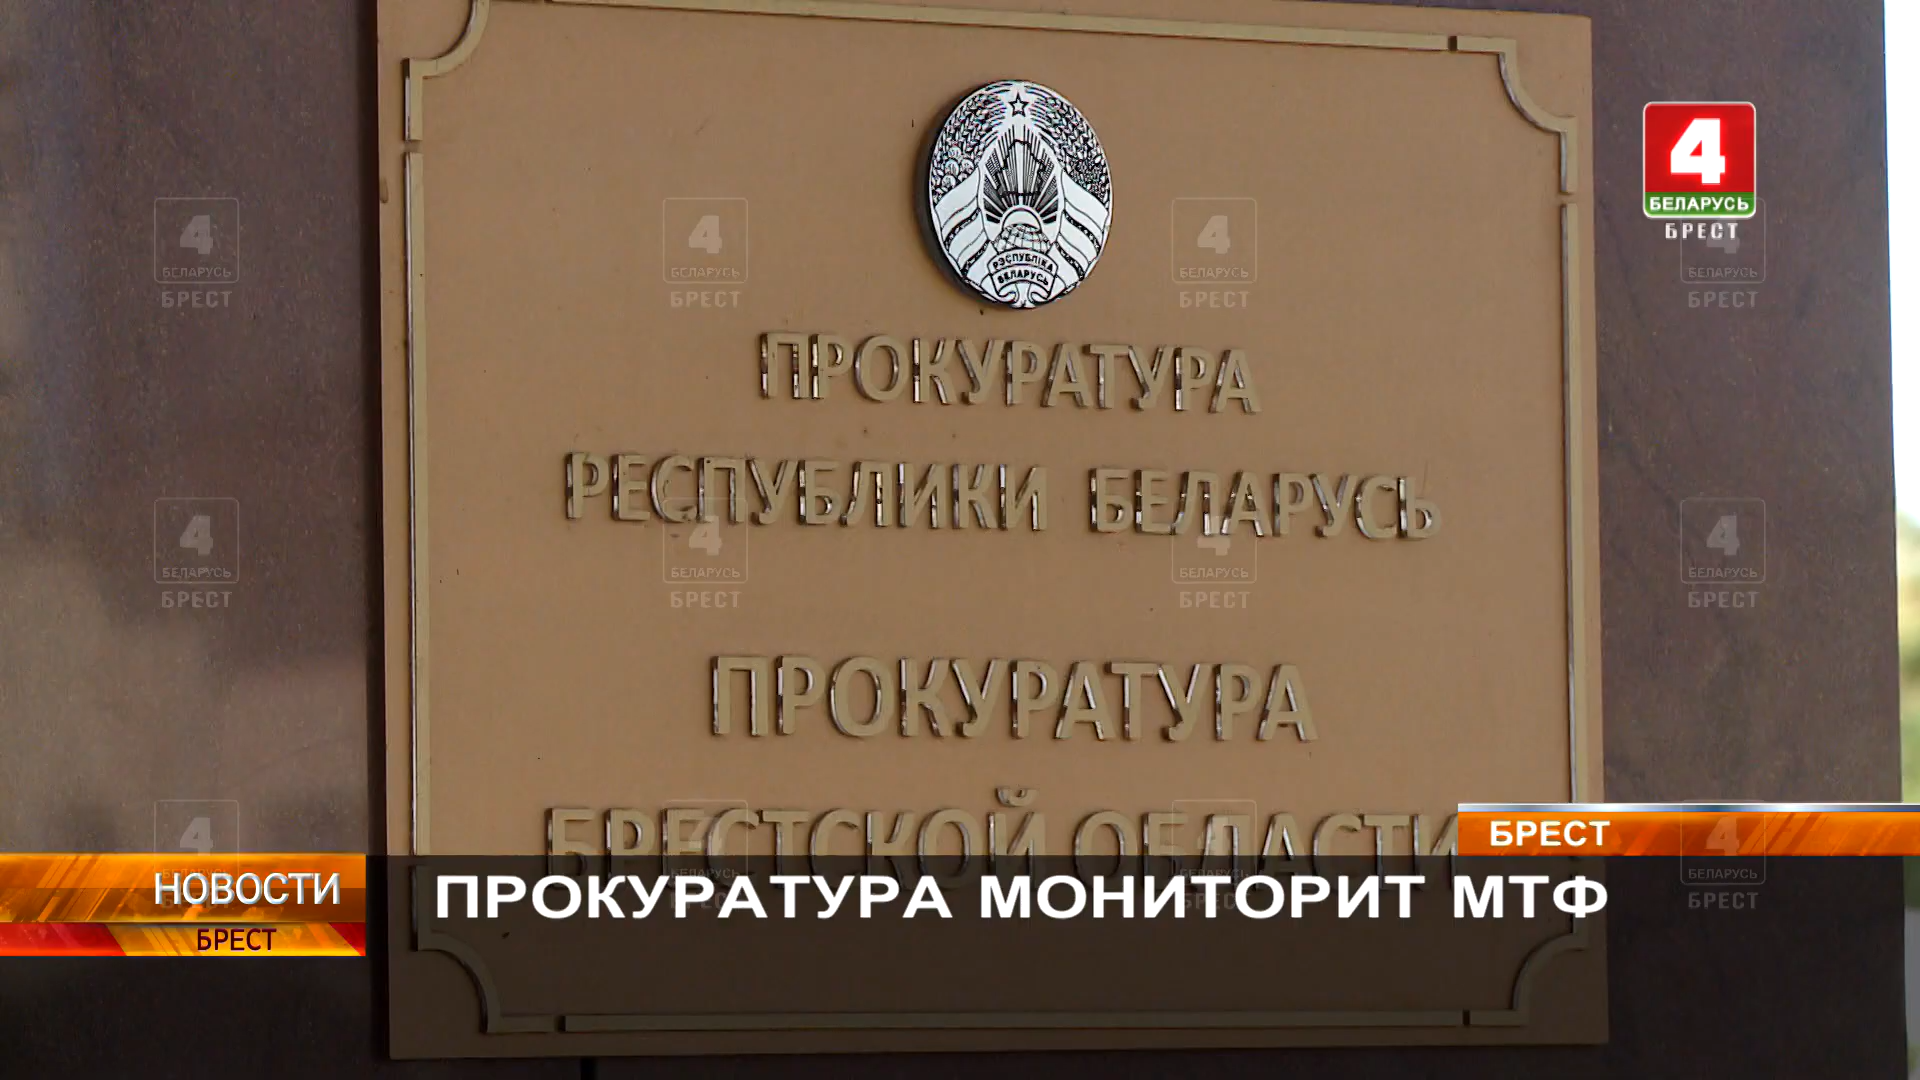 4
БЕЛАРУСЬ
БРЕСТ
РЭСПУБЛІКА
БЕЛАРУСЬ
ПРОКУРАТУРА
РЕСПУБЛИКИ БЕЛАРУСЬ
ПРОКУРАТУРА
БРЕСТСКОЙ ОБЛАСТИ
БРЕСТ
НОВОСТИ
БРЕСТ
ПРОКУРАТУРА МОНИТОРИТ МТФ